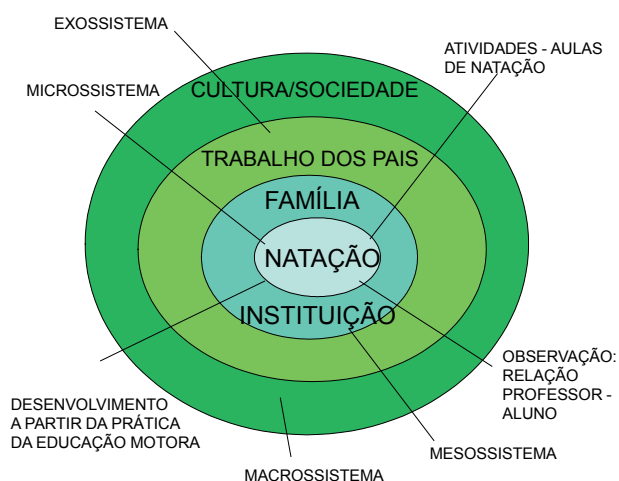 EXOSSISTEMA
ATIVIDADES - AULAS
DE NATAÇÃO
MICROSSISTEMA
CULTURA/SOCIEDADE
TRABALHO DOS PAIS
FAMÍLIA
NATAÇÃO
INSTITUIÇÃO
OBSERVAÇÃO:
RELAÇÃO
PROFESSOR -
ALUNO
DESENVOLVIMENTO
A PARTIR DA PRÁTICA
DA EDUCAÇÃO MOTORA
MESOSSISTEMA
MACROSSISTEMA